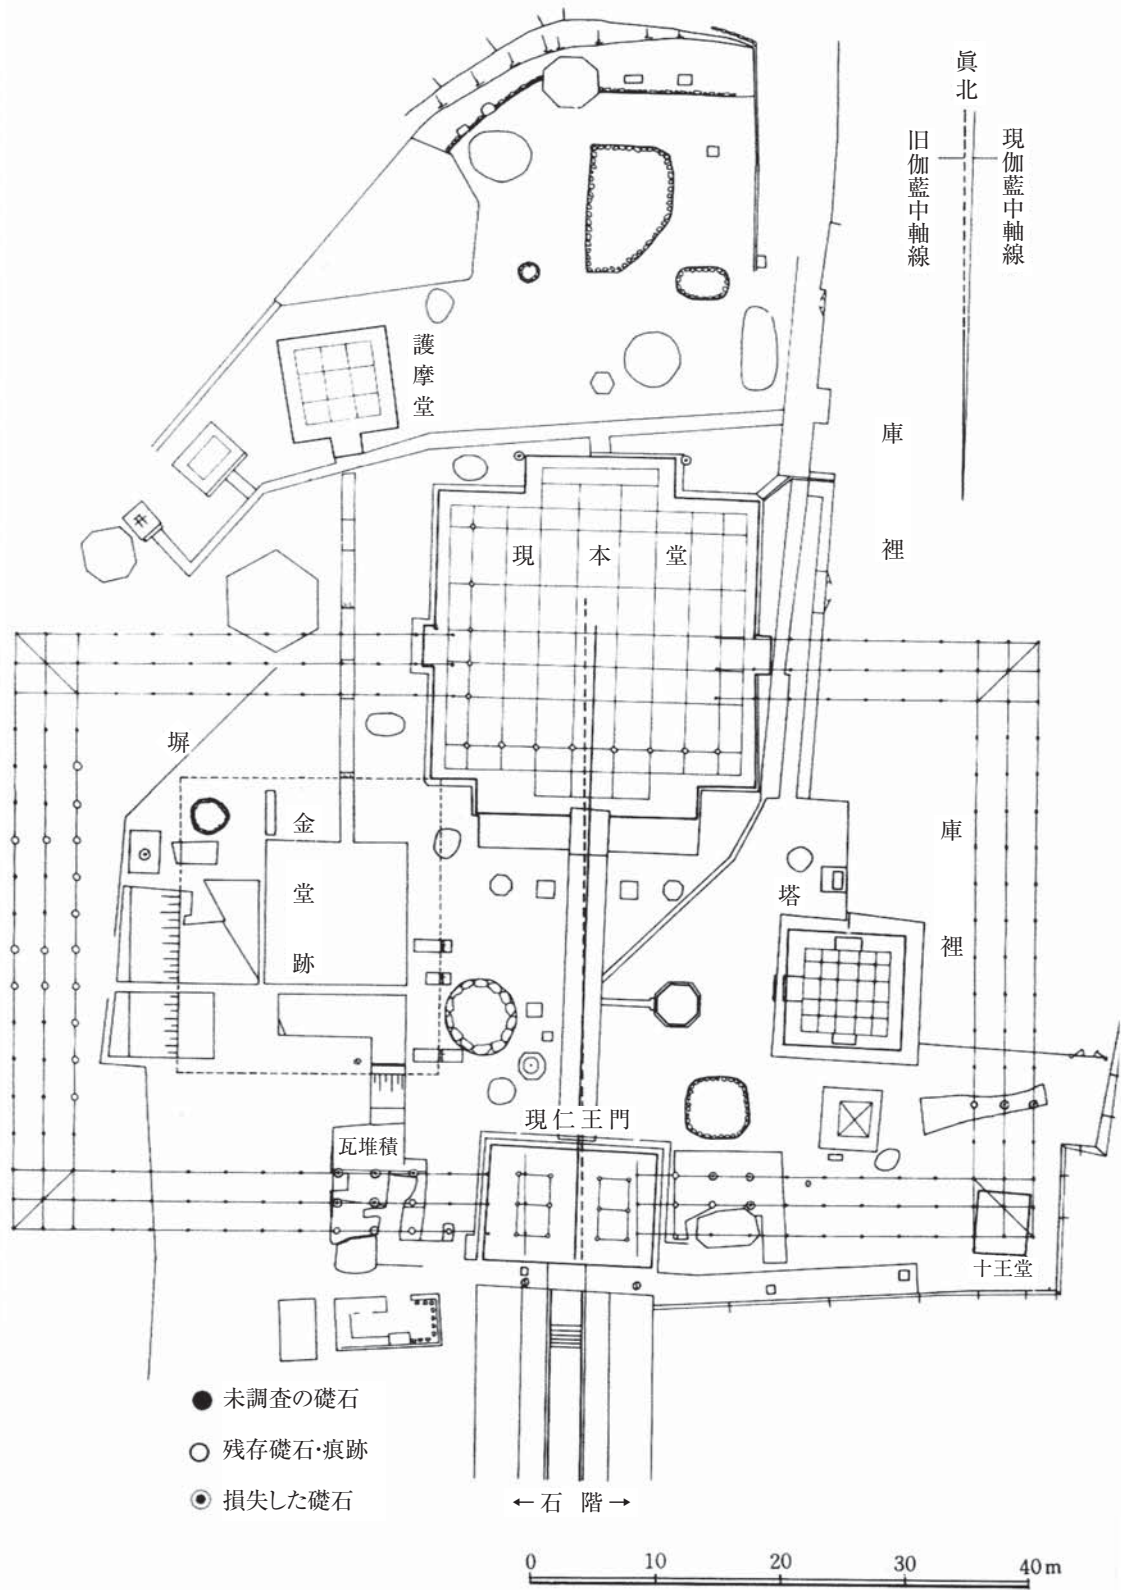 眞北
旧伽藍中軸線
現伽藍中軸線
護摩堂
庫裡
現本堂
塀
金堂跡
庫裡
塔
現仁王門
瓦堆積
十王堂
未調査の礎石
残存礎石・痕跡
損失した礎石
←石 階→
0 10 20 30 40m